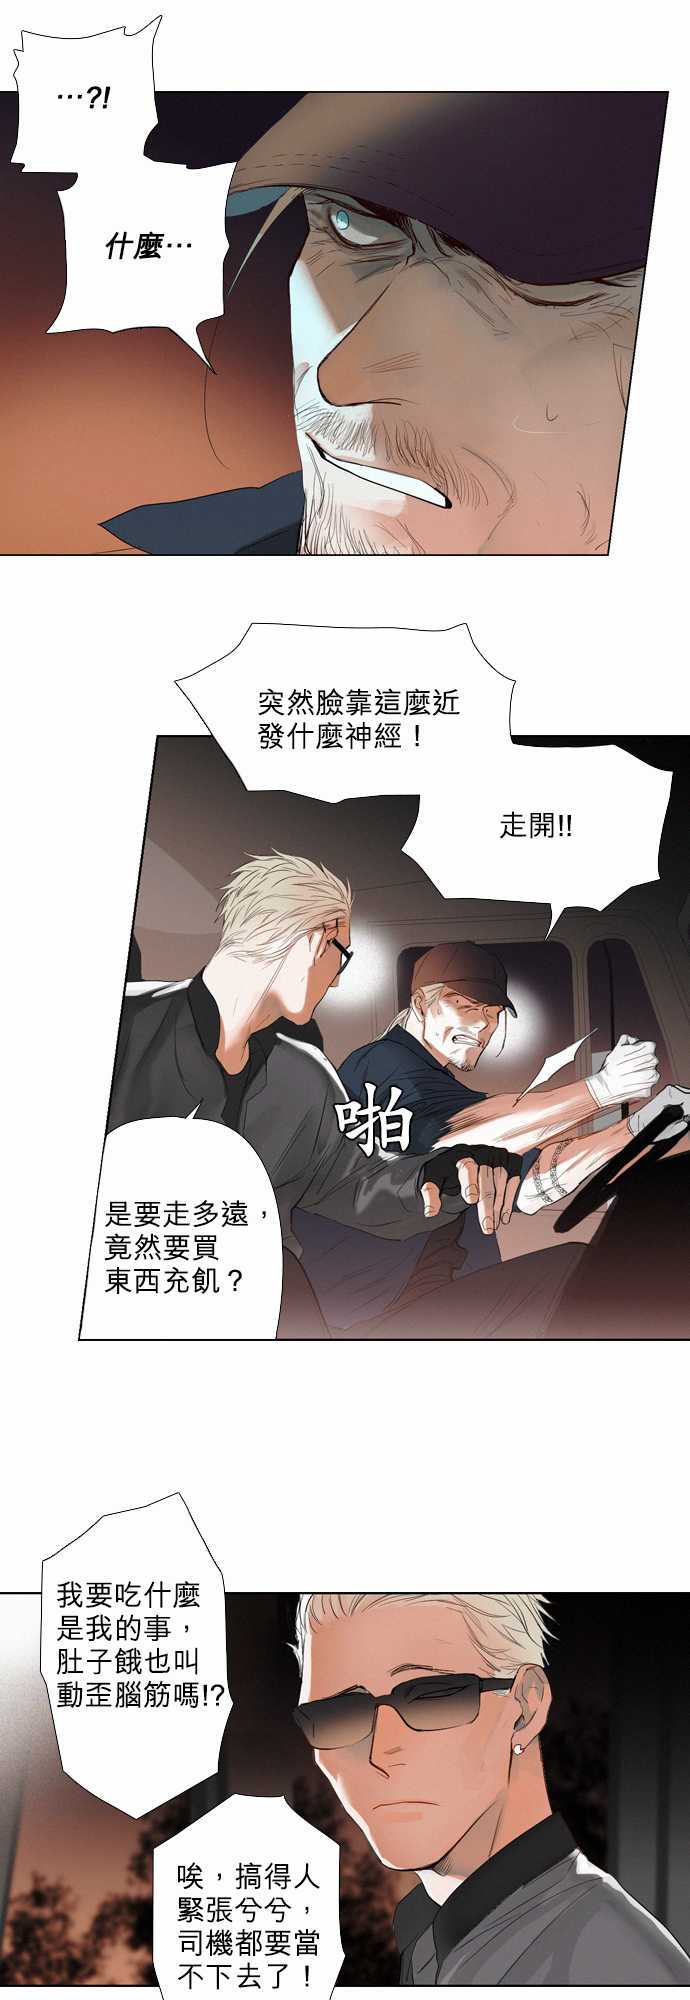 …?!
什麼…
突然臉靠這麼近
發什麼神經！
走開!!
啪
是要走多遠，
竟然要買
東西充飢？
我要吃什麼
是我的事，
肚子餓也叫
動歪腦筋嗎!?
唉，搞得人
緊張兮兮，
司機都要當
不下去了！